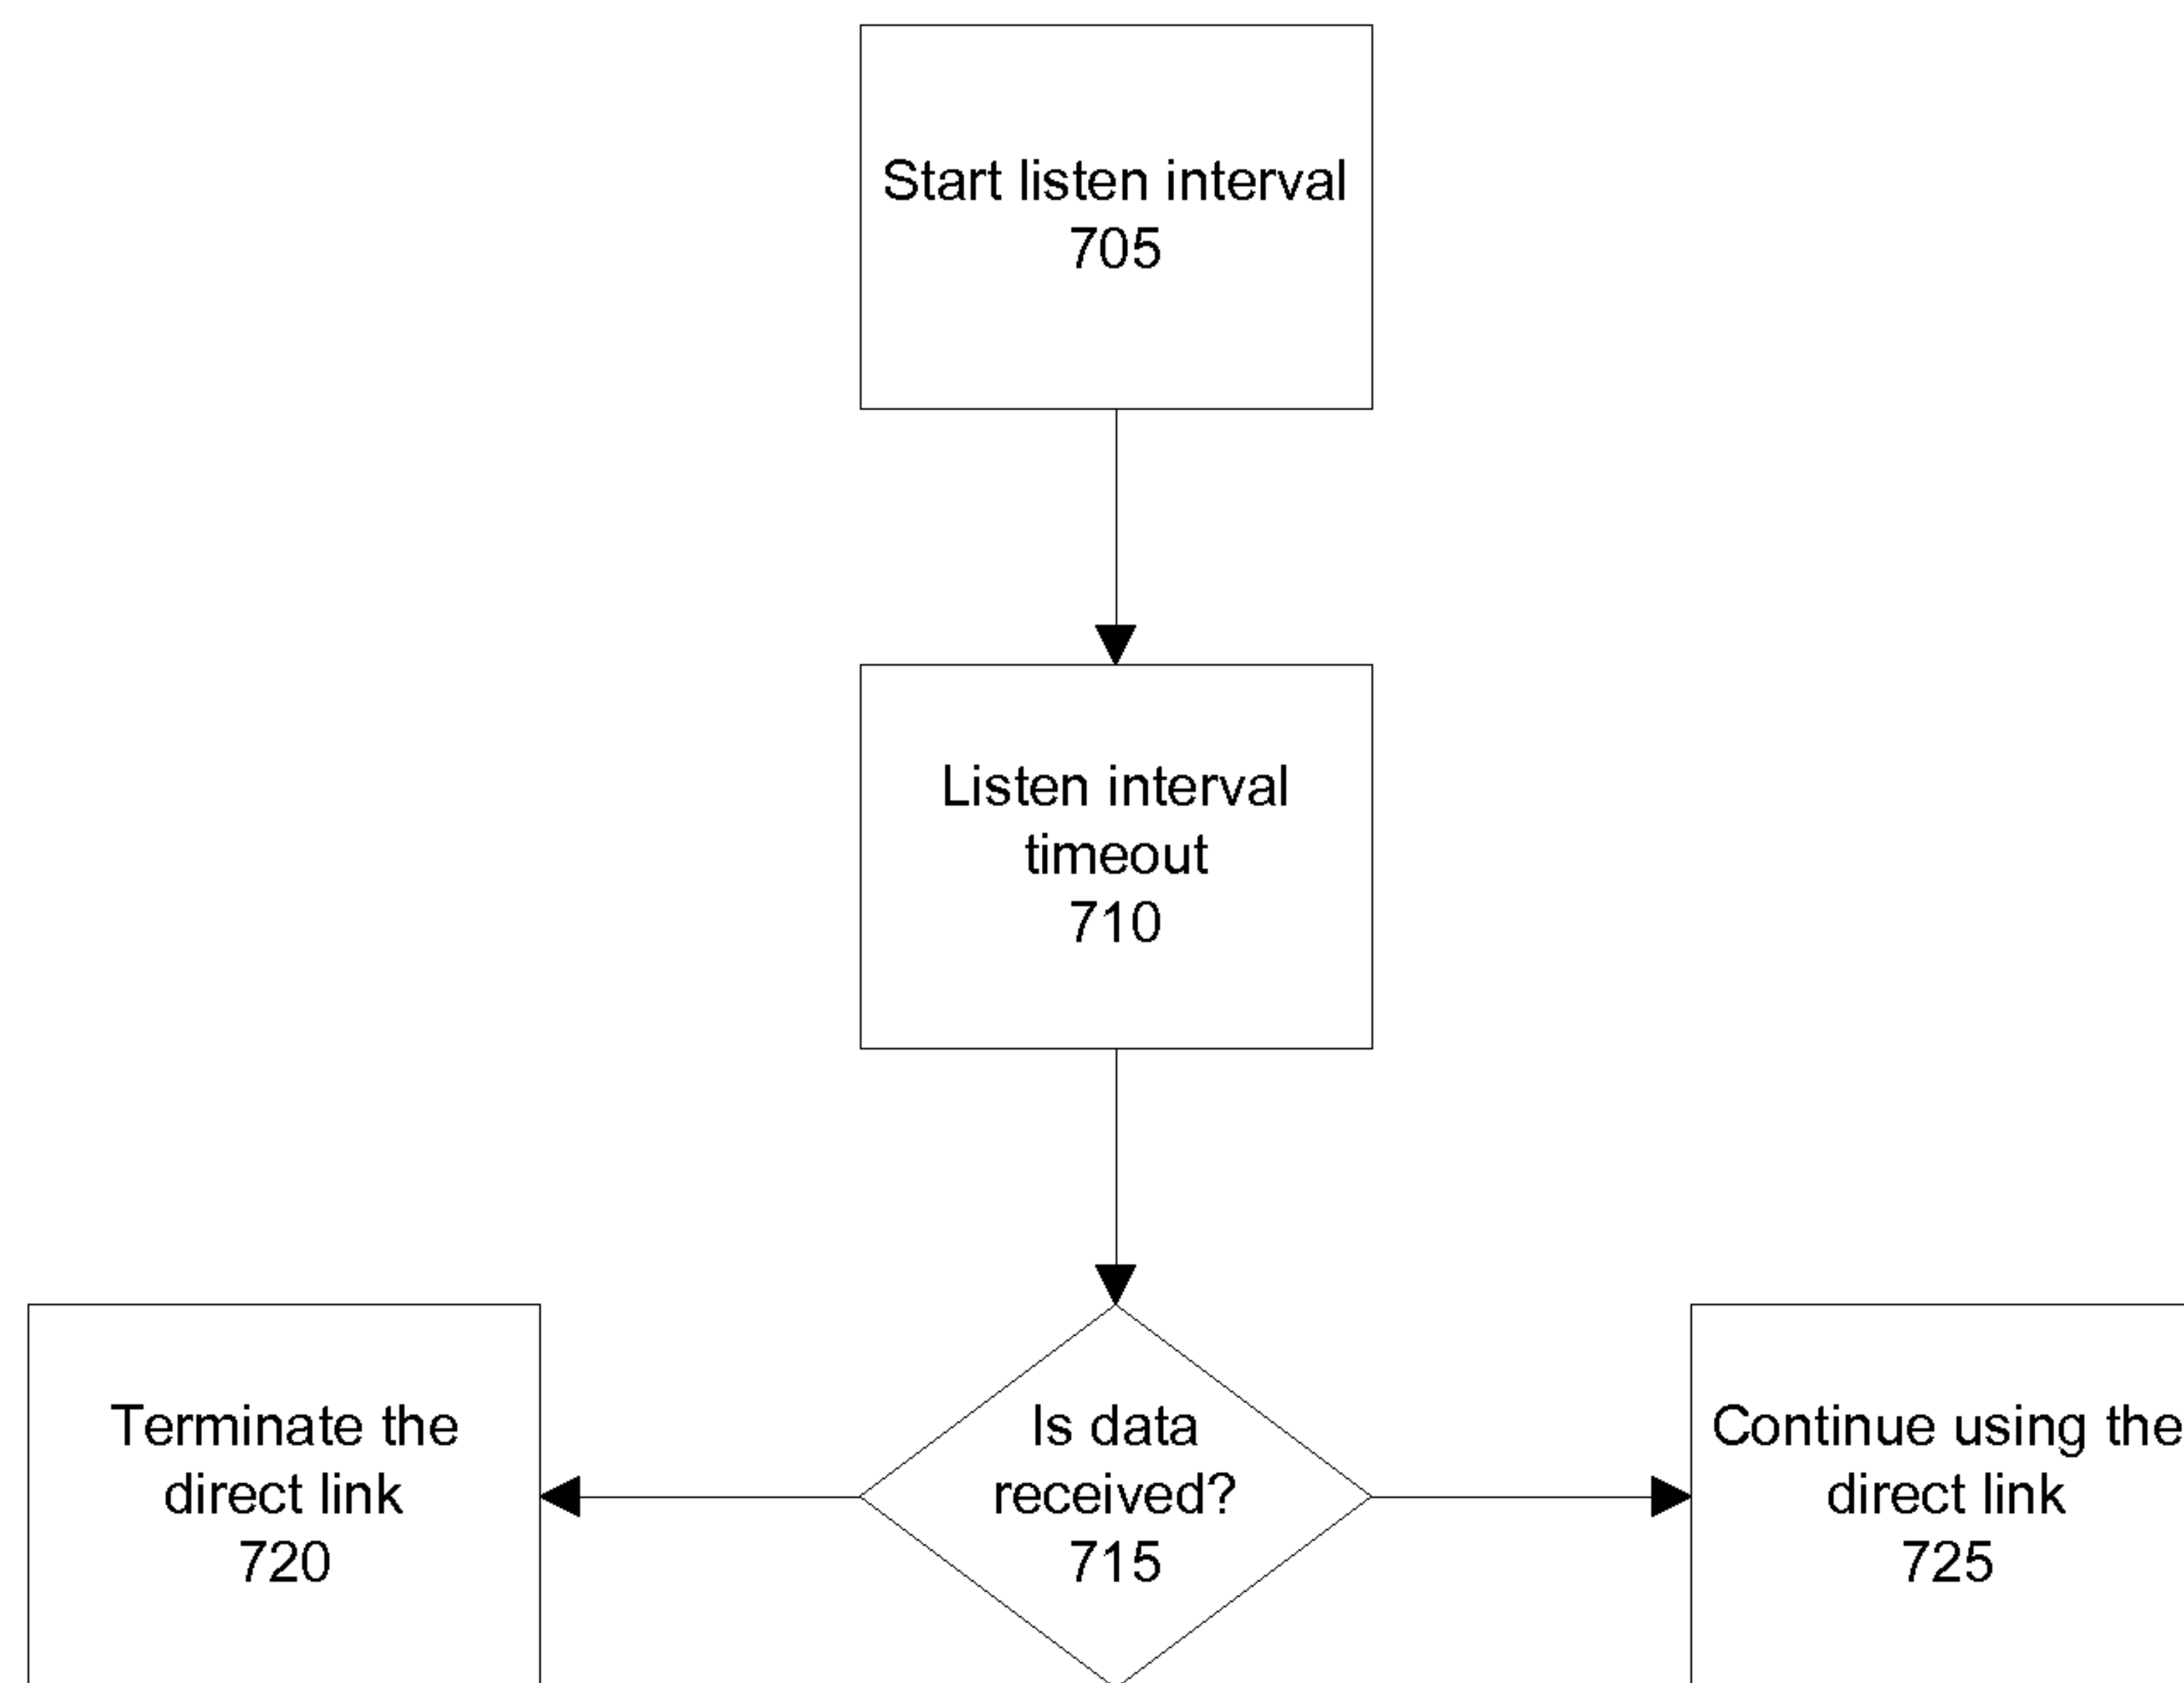 Start listen interval
705
Listen interval
timeout
710
Terminate the
direct link
720
Is data
received?
715
Continue using the
direct link
725